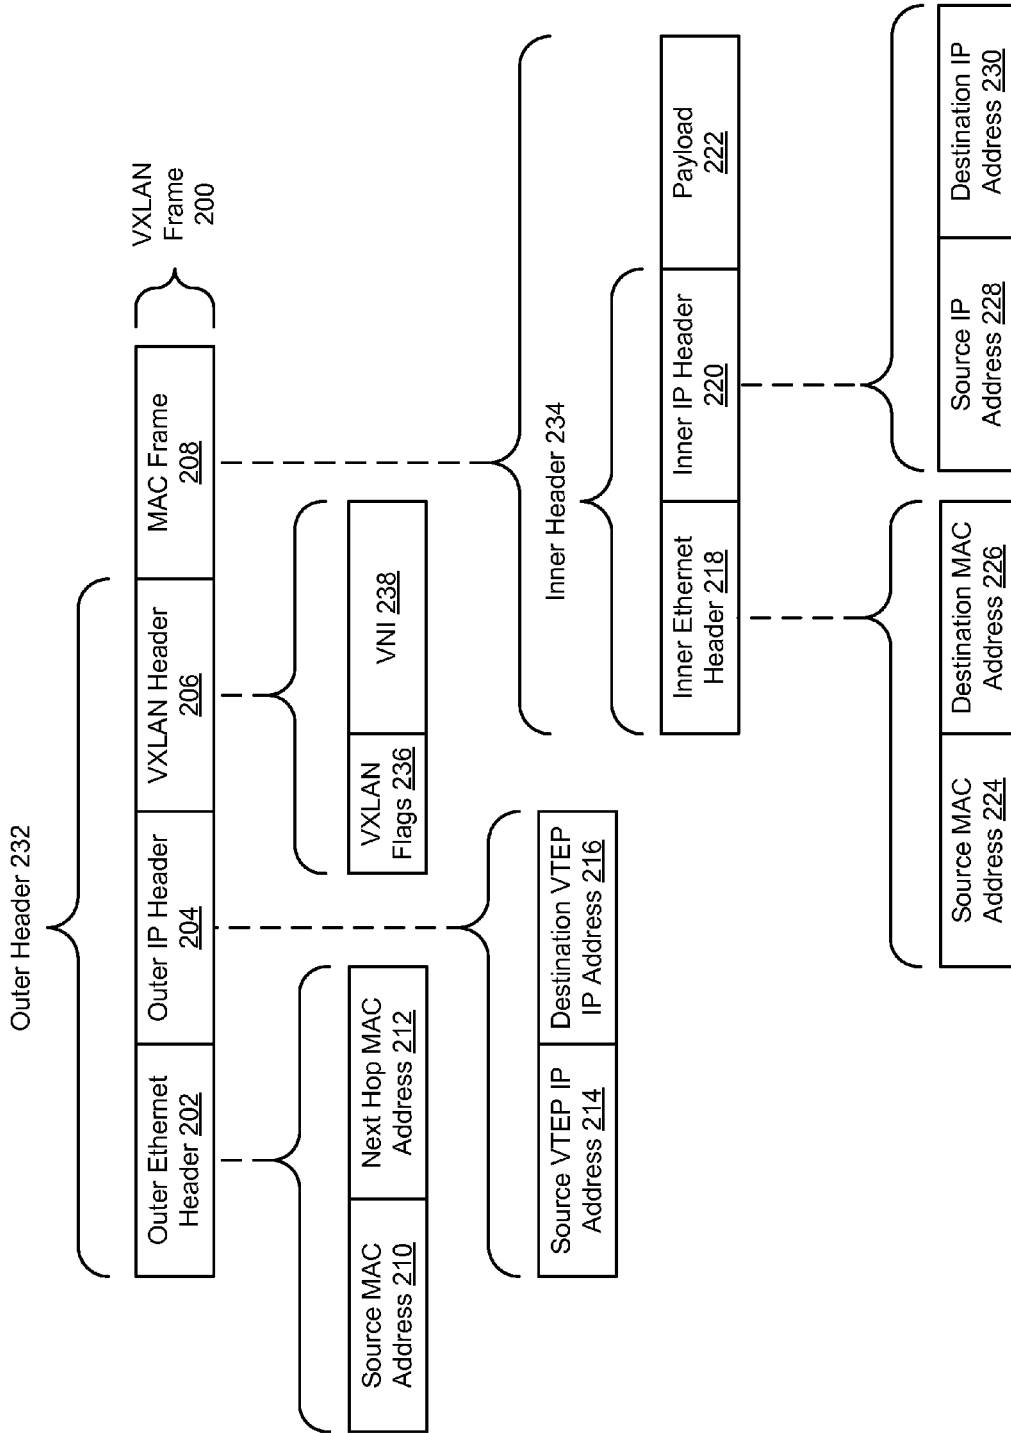 Outer Header 232
Outer Ethernet
Header 202
Outer IP Header
204
VXLAN Header
206
MAC Frame
208
VXLAN
Frame
200
Source MAC
Address 210
Next Hop MAC
Address 212
VXLAN
Flags 236
VNI 238
Source VTEP IP
Address 214
Destination VTEP
IP Address 216
Inner Header 234
Inner Ethernet
Header 218
Inner IP Header
220
Payload
222
Source MAC
Address 224
Destination MAC
Address 226
Source IP
Address 228
Destination IP
Address 230